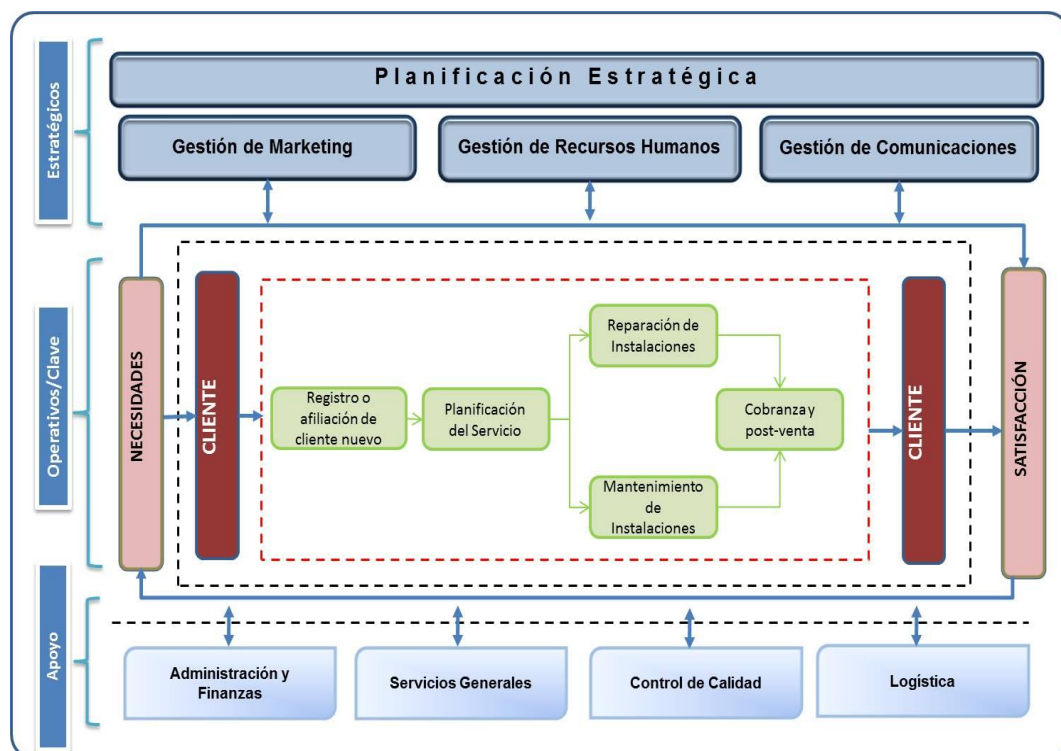 Estratégicos
Planificación Estratégica
Gestión de Marketing
Gestión de Recursos Humanos
Gestión de Comunicaciones
Operativos/Clave
NECESIDADES
CLIENTE
Registro o
afiliación de
cliente nuevo
Planificación
del Servicio
Reparación de
Instalaciones
Mantenimiento
de
Instalaciones
Cobranza y
post-venta
CLIENTE
SATISFACCIÓN
Apoyo
Administración y
Finanzas
Servicios Generales
Control de Calidad
Logística